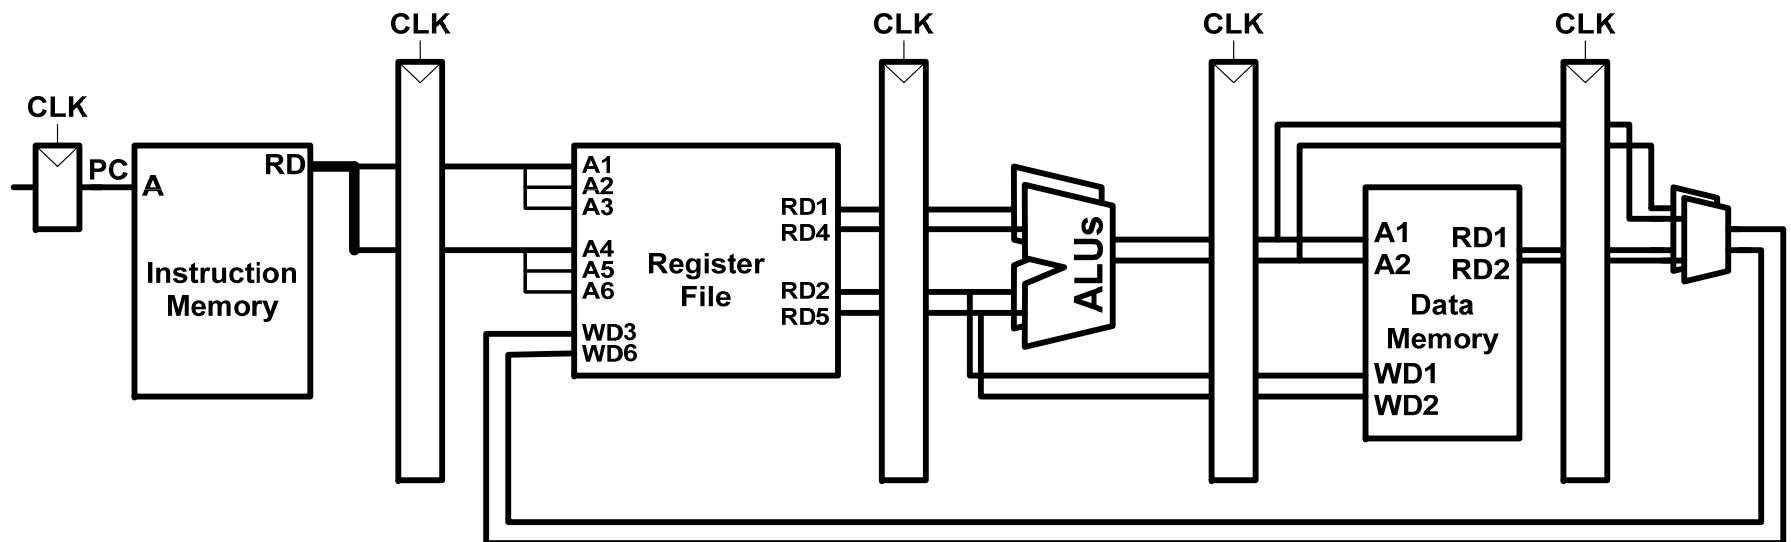 CLK
CLK
CLK
CLK
CLK
PC
A
RD
Instruction
Memory
A1
A2
A3
A4
A5
A6
WD3
WD6
Register
File
RD1
RD4
RD2
RD5
ALUs
A1
A2
RD1
RD2
Data
Memory
WD1
WD2